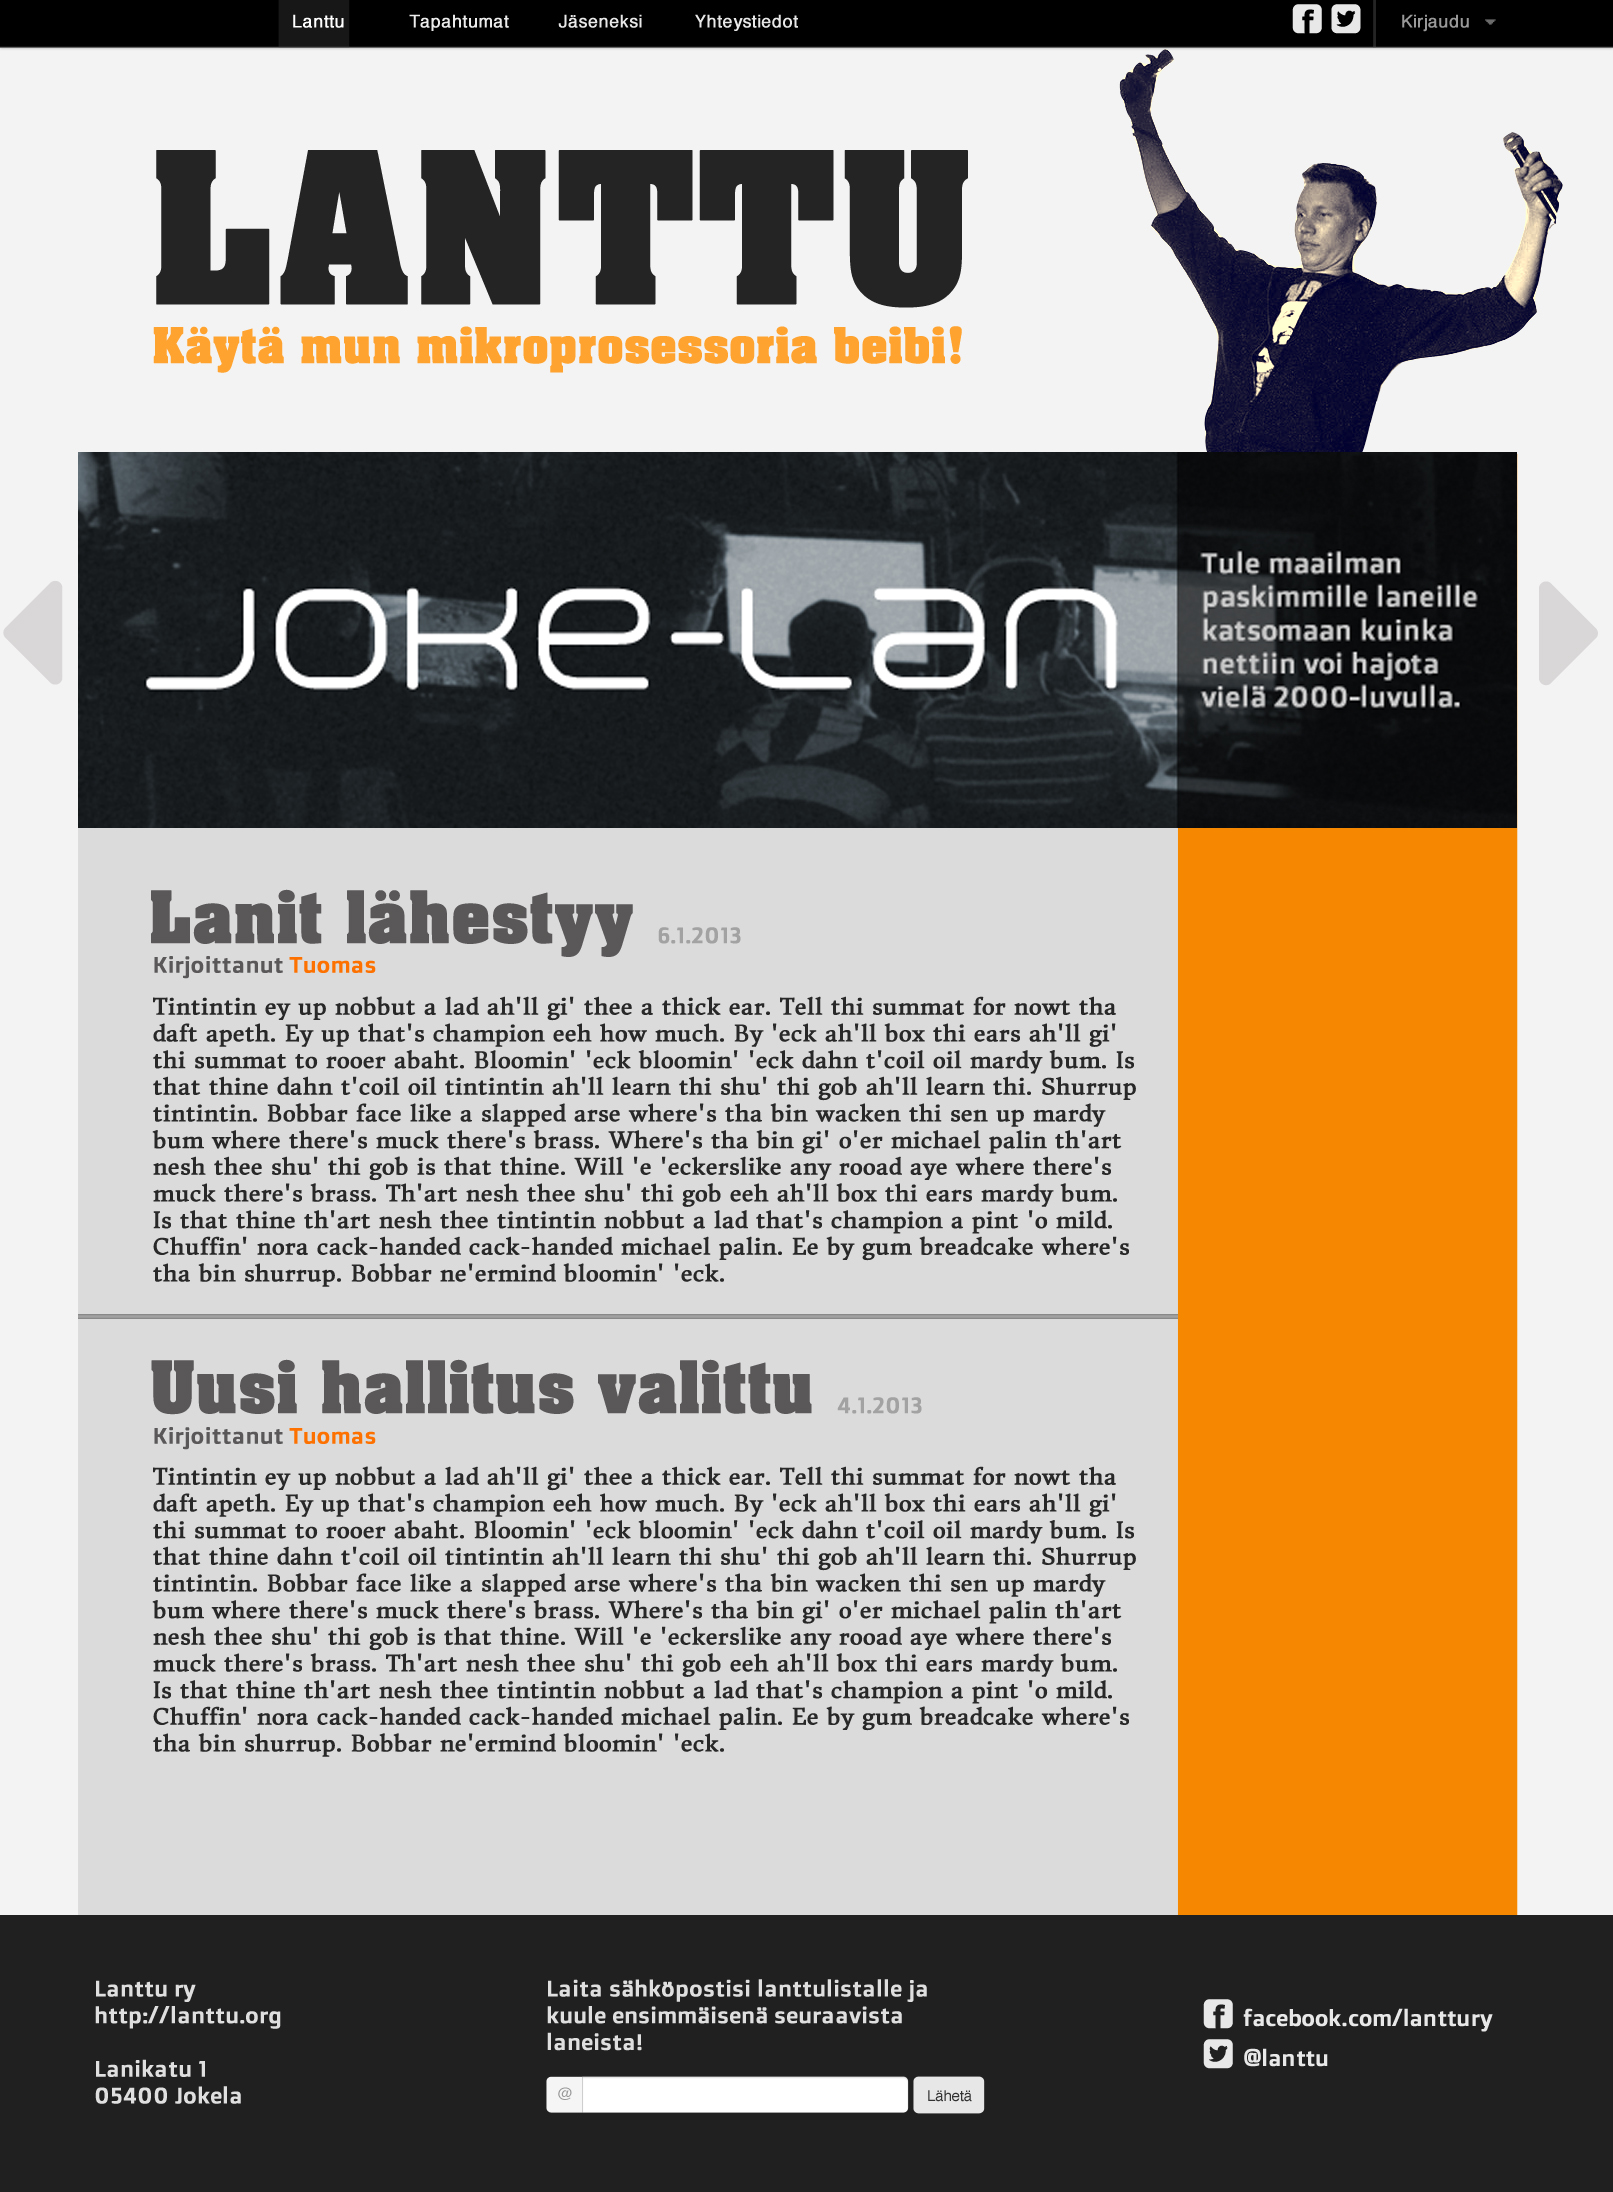 Lanttu Tapahtumat Jäseneksi Yhteystiedot Kirjaudu
LANTTU
Käytä mun mikroprosessoria beibi!
JOKE-LAN
Tule maailman
paskimmille laneille
katsomaan kuinka
nettiin voi hajota
vielä 2000-luvulla.
Lanit lähestyy 6.1.2013
Kirjoittanut Tuomas
Tintintin ey up nobbut a lad ah'll gi' thee a thick ear. Tell thi summat for nowt tha
daft apeth. Ey up that's champion eeh how much. By 'eck ah'll box thi ears ah'll gi'
thi summat to rooer abaht. Bloomin' 'eck bloomin' 'eck dahn t'coil oil mardy bum. Is
that thine dahn t'coil oil tintintin ah'll learn thi shu' thi gob ah'll learn thi. Shurrup
tintintin. Bobbar face like a slapped arse where's tha bin wacken thi sen up mardy
bum where there's muck there's brass. Where's tha bin gi' o'er michael palin th'art
nesh thee shu' thi gob is that thine. Will 'e 'eckerslike any rooad aye where there's
muck there's brass. Th'art nesh thee shu' thi gob eeh ah'll box thi ears mardy bum.
Is that thine th'art nesh thee tintintin nobbut a lad that's champion a pint 'o mild.
Chuffin' nora cack-handed cack-handed michael palin. Ee by gum breadcake where's
tha bin shurrup. Bobbar ne'ermind bloomin' 'eck.
Uusi hallitus valittu 4.1.2013
Kirjoittanut Tuomas
Tintintin ey up nobbut a lad ah'll gi' thee a thick ear. Tell thi summat for nowt tha
daft apeth. Ey up that's champion eeh how much. By 'eck ah'll box thi ears ah'll gi'
thi summat to rooer abaht. Bloomin' 'eck bloomin' 'eck dahn t'coil oil mardy bum. Is
that thine dahn t'coil oil tintintin ah'll learn thi shu' thi gob ah'll learn thi. Shurrup
tintintin. Bobbar face like a slapped arse where's tha bin wacken thi sen up mardy
bum where there's muck there's brass. Where's tha bin gi' o'er michael palin th'art
nesh thee shu' thi gob is that thine. Will 'e 'eckerslike any rooad aye where there's
muck there's brass. Th'art nesh thee shu' thi gob eeh ah'll box thi ears mardy bum.
Is that thine th'art nesh thee tintintin nobbut a lad that's champion a pint 'o mild.
Chuffin' nora cack-handed cack-handed michael palin. Ee by gum breadcake where's
tha bin shurrup. Bobbar ne'ermind bloomin' 'eck.
Lanttu ry
http://lanttu.org
Lanikatu 1
05400 Jokela
Laita sähköpostisi lanttulistalle ja
kuule ensimmäisenä seuraavista
laneista!
@ Lähetä
facebook.com/lanttury
@lanttu